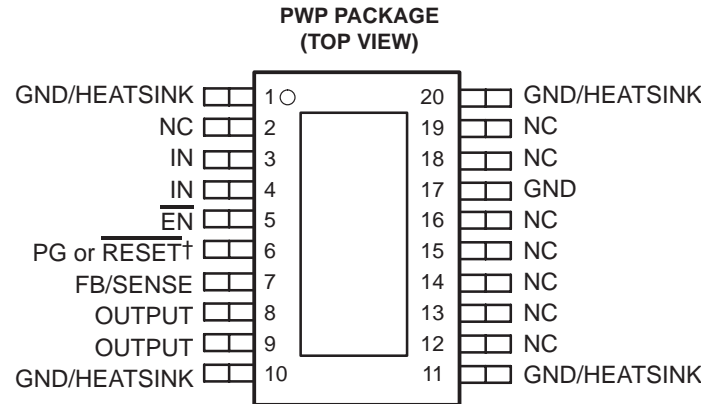 PWP PACKAGE
(TOP VIEW)
GND/HEATSINK 1 20 GND/HEATSINK
NC 2 19 NC
IN 3 18 NC
IN 4 17 GND
EN 5 16 NC
PG or RESET† 6 15 NC
FB/SENSE 7 14 NC
OUTPUT 8 13 NC
OUTPUT 9 12 NC
GND/HEATSINK 10 11 GND/HEATSINK